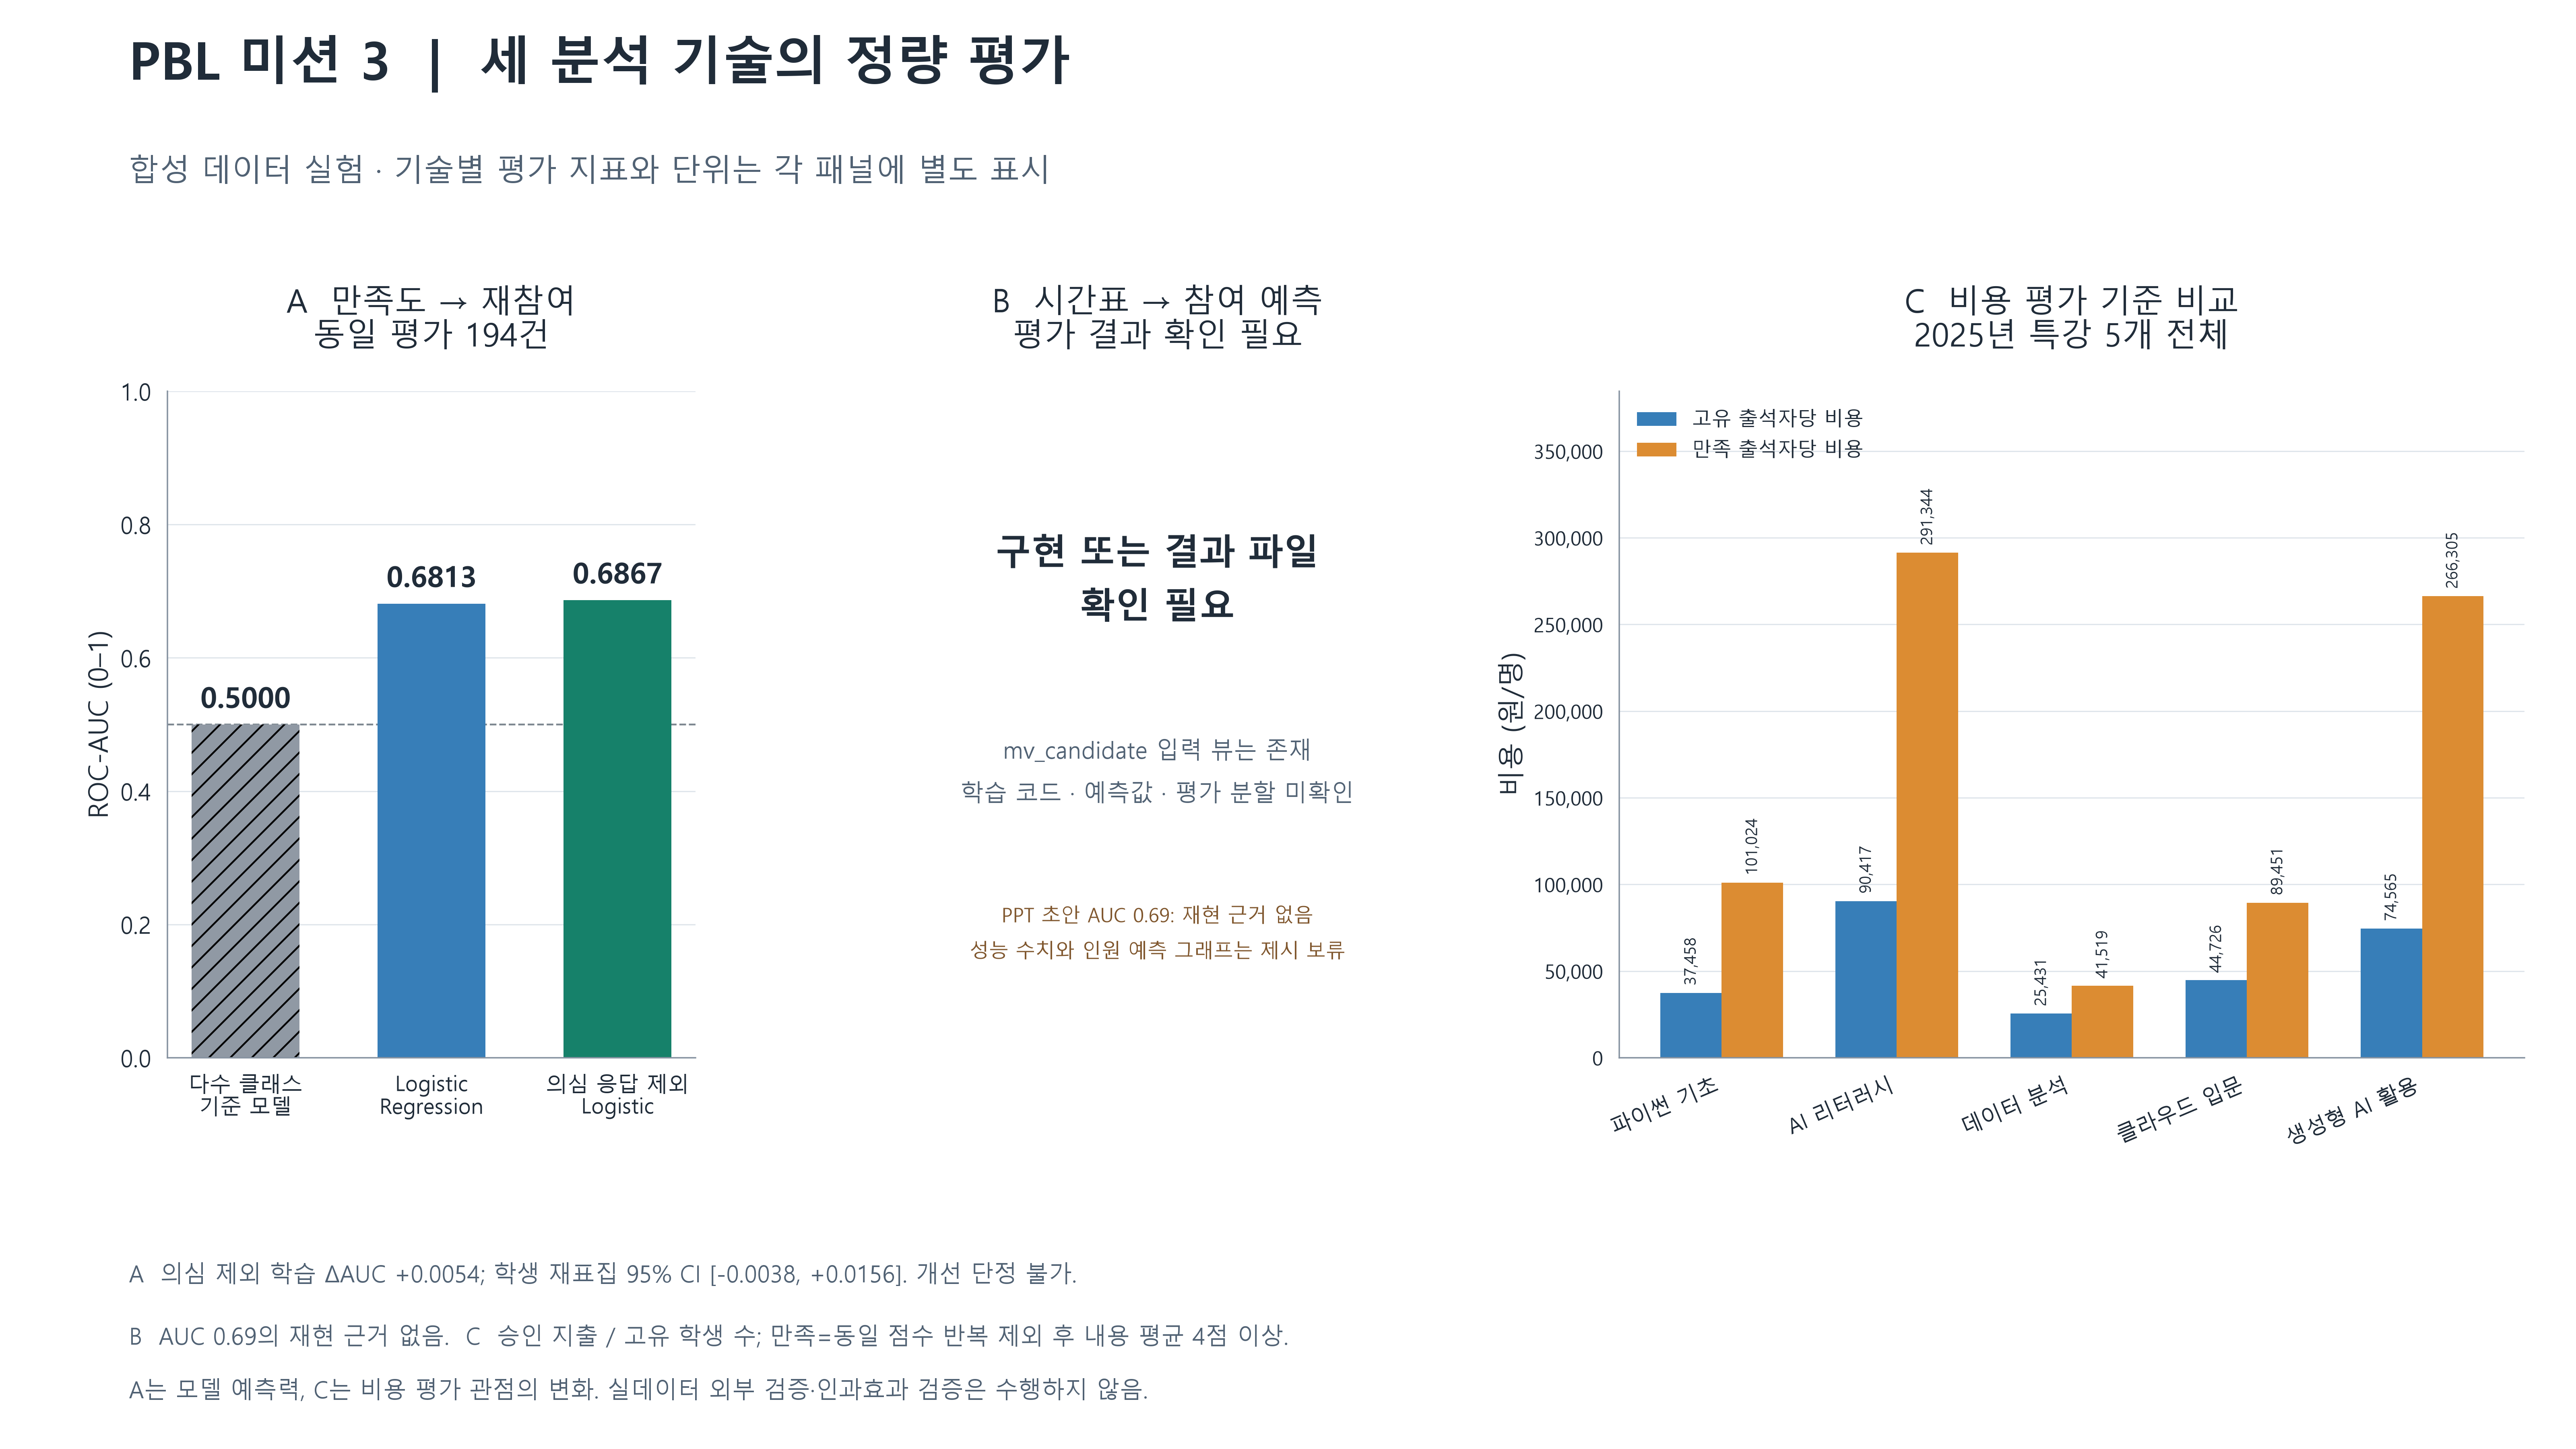 PBL 미션 3 | 세 분석 기술의 정량 평가
합성 데이터 실험 · 기술별 평가 지표와 단위는 각 패널에 별도 표시
A 만족도 → 재참여
동일 평가 194건
1.0
0.8
0.6
0.4
0.2
0.0
ROC-AUC (0–1)
0.5000
0.6813
0.6867
다수 클래스
기준 모델
Logistic
Regression
의심 응답 제외
Logistic
B 시간표 → 참여 예측
평가 결과 확인 필요
구현 또는 결과 파일
확인 필요
mv_candidate 입력 뷰는 존재
학습 코드 · 예측값 · 평가 분할 미확인
PPT 초안 AUC 0.69: 재현 근거 없음
성능 수치와 인원 예측 그래프는 제시 보류
C 비용 평가 기준 비교
2025년 특강 5개 전체
고유 출석자당 비용
만족 출석자당 비용
350,000
300,000
250,000
200,000
150,000
100,000
50,000
0
비용 (원/명)
37,458
101,024
90,417
291,344
25,431
41,519
44,726
89,451
74,565
266,305
파이썬 기초
AI 리터러시
데이터 분석
클라우드 입문
생성형 AI 활용
A 의심 제외 학습 ΔAUC +0.0054; 학생 재표집 95% CI [-0.0038, +0.0156]. 개선 단정 불가.
B AUC 0.69의 재현 근거 없음. C 승인 지출 / 고유 학생 수; 만족=동일 점수 반복 제외 후 내용 평균 4점 이상.
A는 모델 예측력, C는 비용 평가 관점의 변화. 실데이터 외부 검증·인과효과 검증은 수행하지 않음.